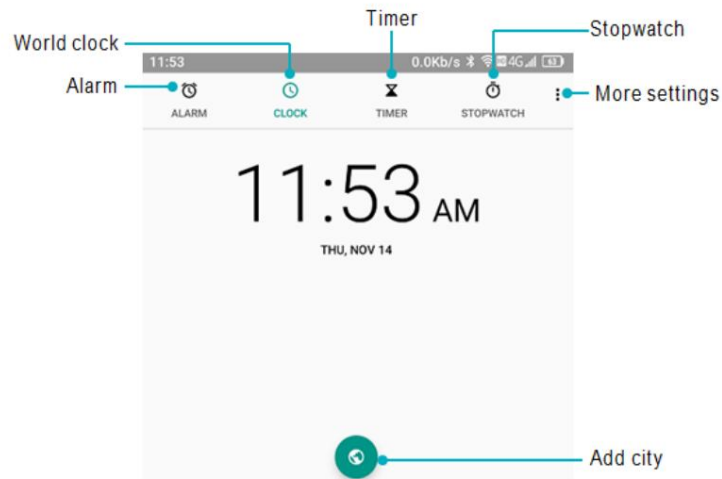 Timer
World clock
Stopwatch
11:53 0.0Kb/s 4G 63
Alarm
More settings
ALARM CLOCK TIMER STOPWATCH
11:53 AM
THU, NOV 14
Add city